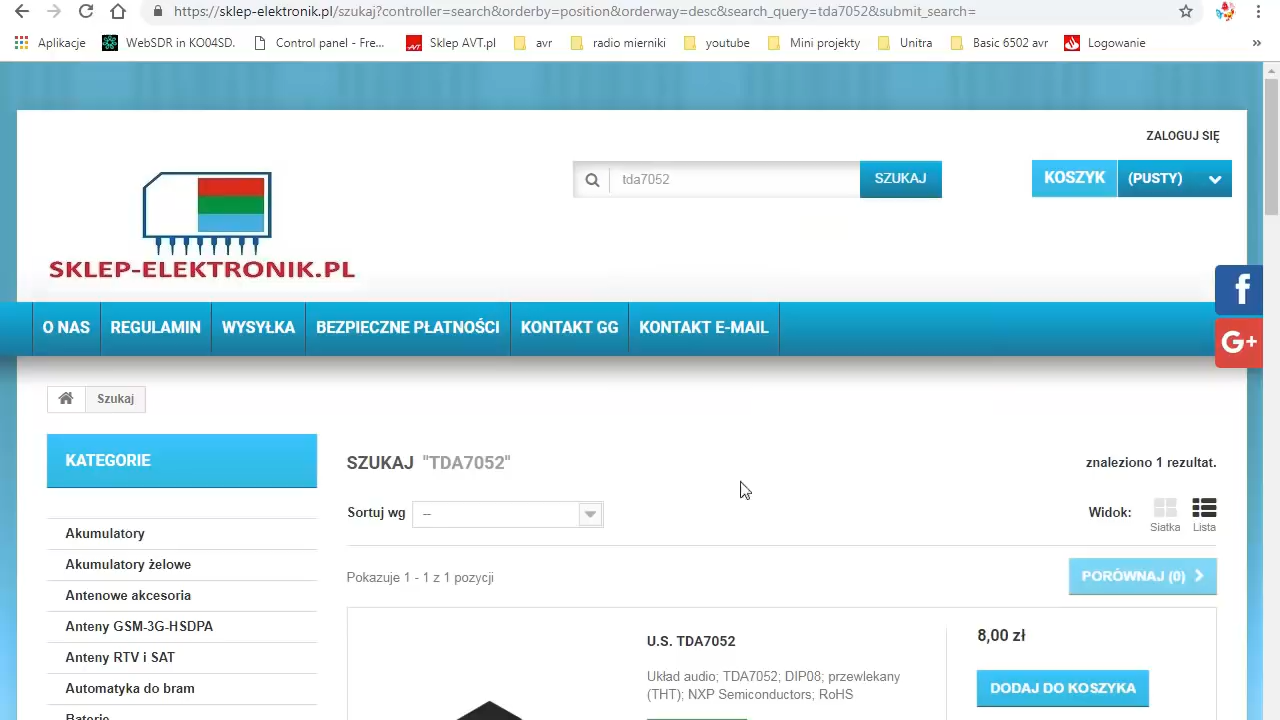 https://sklep-elektronik.pl/szukaj?controller=search&orderby=position&orderway=desc&search_query=tda7052&submit_search=
Aplikacje WebSDR in KO04SD. Control panel - Fre... Sklep AVT.pl avr radio mierniki youtube Mini projekty Unitra Basic 6502 avr Logowanie »
ZALOGUJ SIĘ
tda7052 SZUKAJ KOSZYK (PUSTY)
SKLEP-ELEKTRONIK.PL
O NAS REGULAMIN WYSYŁKA BEZPIECZNE PŁATNOŚCI KONTAKT GG KONTAKT E-MAIL
f
G+
Szukaj
KATEGORIE
Akumulatory
Akumulatory żelowe
Antenowe akcesoria
Anteny GSM-3G-HSDPA
Anteny RTV i SAT
Automatyka do bram
Baterie
SZUKAJ "TDA7052" znaleziono 1 rezultat.
Sortuj wg -- Widok: Siatka Lista
Pokazuje 1 - 1 z 1 pozycji PORÓWNAJ (0)
U.S. TDA7052
Układ audio; TDA7052; DIP08; przewlekany
(THT); NXP Semiconductors; RoHS
8,00 zł
DODAJ DO KOSZYKA